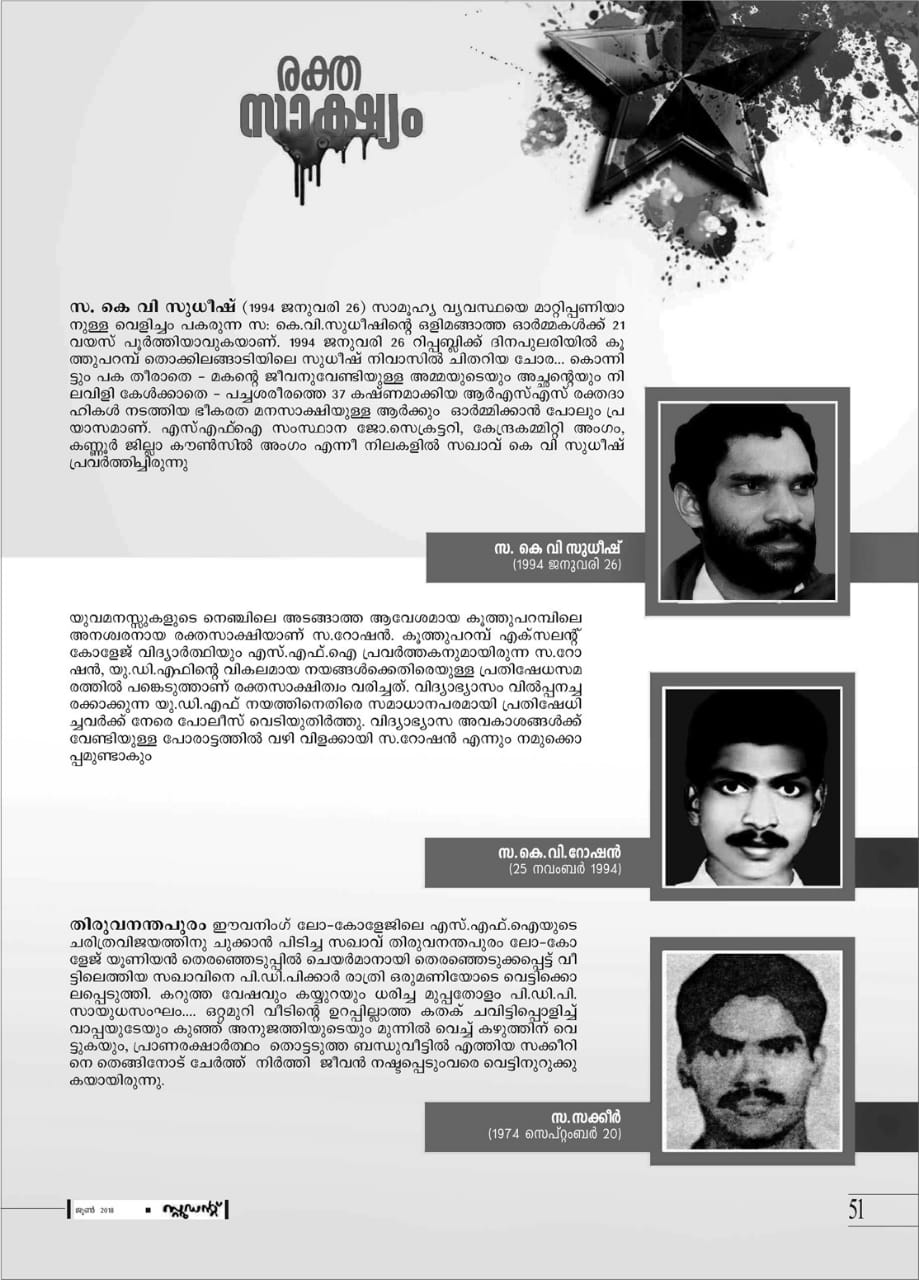 രക്ത
സാക്ഷ്യം
സ. കെ വി സുധീഷ് (1994 ജനുവരി 26) സാമൂഹ്യ വ്യവസ്ഥയെ മാറ്റിപ്പണിയാ
നുള്ള വെളിച്ചം പകരുന്ന സ: കെ.വി.സുധീഷിന്റെ ഒളിമങ്ങാത്ത ഓർമ്മകൾക്ക് 21
വയസ് പൂർത്തിയാവുകയാണ്. 1994 ജനുവരി 26 റിപ്പബ്ലിക്ക് ദിനപുലരിയിൽ കൂ
ത്തുപറമ്പ് തൊക്കിലങ്ങാടിയിലെ സുധീഷ് നിവാസിൽ ചിതറിയ ചോര... കൊന്നി
ട്ടും പക തീരാതെ – മകന്റെ ജീവനുവേണ്ടിയുള്ള അമ്മയുടെയും അച്ഛന്റെയും നി
ലവിളി കേൾക്കാതെ – പച്ചശരീരത്തെ 37 കഷ്ണമാക്കിയ ആർഎസ്എസ് രക്തദാ
ഹികൾ നടത്തിയ ഭീകരത മനസാക്ഷിയുള്ള ആർക്കും ഓർമ്മിക്കാൻ പോലും പ്ര
യാസമാണ്. എസ്എഫ്ഐ സംസ്ഥാന ജോ.സെക്രട്ടറി, കേന്ദ്രകമ്മിറ്റി അംഗം,
കണ്ണൂർ ജില്ലാ കൗൺസിൽ അംഗം എന്നീ നിലകളിൽ സഖാവ് കെ വി സുധീഷ്
പ്രവർത്തിച്ചിരുന്നു
സ. കെ വി സുധീഷ്
(1994 ജനുവരി 26)
യുവമനസ്സുകളുടെ നെഞ്ചിലെ അടങ്ങാത്ത ആവേശമായ കൂത്തുപറമ്പിലെ
അനശ്വരനായ രക്തസാക്ഷിയാണ് സ.റോഷൻ. കൂത്തുപറമ്പ് എക്സലന്റ്
കോളേജ് വിദ്യാർത്ഥിയും എസ്.എഫ്.ഐ പ്രവർത്തകനുമായിരുന്ന സ.റോ
ഷൻ, യു.ഡി.എഫിന്റെ വികലമായ നയങ്ങൾക്കെതിരെയുള്ള പ്രതിഷേധസമ
രത്തിൽ പങ്കെടുത്താണ് രക്തസാക്ഷിത്വം വരിച്ചത്. വിദ്യാഭ്യാസം വിൽപ്പനച്ച
രക്കാക്കുന്ന യു.ഡി.എഫ് നയത്തിനെതിരെ സമാധാനപരമായി പ്രതിഷേധി
ച്ചവർക്ക് നേരെ പോലീസ് വെടിയുതിർത്തു. വിദ്യാഭ്യാസ അവകാശങ്ങൾക്ക്
വേണ്ടിയുള്ള പോരാട്ടത്തിൽ വഴി വിളക്കായി സ.റോഷൻ എന്നും നമുക്കൊ
പ്പമുണ്ടാകും
സ.കെ.വി.റോഷൻ
(25 നവംബർ 1994)
തിരുവനന്തപുരം ഈവനിംഗ് ലോ-കോളേജിലെ എസ്.എഫ്.ഐയുടെ
ചരിത്രവിജയത്തിനു ചുക്കാൻ പിടിച്ച സഖാവ് തിരുവനന്തപുരം ലോ-കോ
ളേജ് യൂണിയൻ തെരഞ്ഞെടുപ്പിൽ ചെയർമാനായി തെരഞ്ഞെടുക്കപ്പെട്ട് വീ
ട്ടിലെത്തിയ സഖാവിനെ പി.ഡി.പിക്കാർ രാത്രി ഒരുമണിയോടെ വെട്ടിക്കൊ
ലപ്പെടുത്തി. കറുത്ത വേഷവും കയ്യുറയും ധരിച്ച മുപ്പതോളം പി.ഡി.പി.
സായുധസംഘം.... ഒറ്റമുറി വീടിന്റെ ഉറപ്പില്ലാത്ത കതക് ചവിട്ടിപ്പൊളിച്ച്
വാപ്പയുടേയും കുഞ്ഞ് അനുജത്തിയുടെയും മുന്നിൽ വെച്ച് കഴുത്തിന് വെ
ട്ടുകയും, പ്രാണരക്ഷാർത്ഥം തൊട്ടടുത്ത ബന്ധുവീട്ടിൽ എത്തിയ സക്കീറി
നെ തെങ്ങിനോട് ചേർത്ത് നിർത്തി ജീവൻ നഷ്ടപ്പെടുംവരെ വെട്ടിനുറുക്കു
കയായിരുന്നു.
സ.സക്കീർ
(1974 സെപ്റ്റംബർ 20)
ജൂൺ 2018 ■ സ്റ്റുഡന്റ്
51